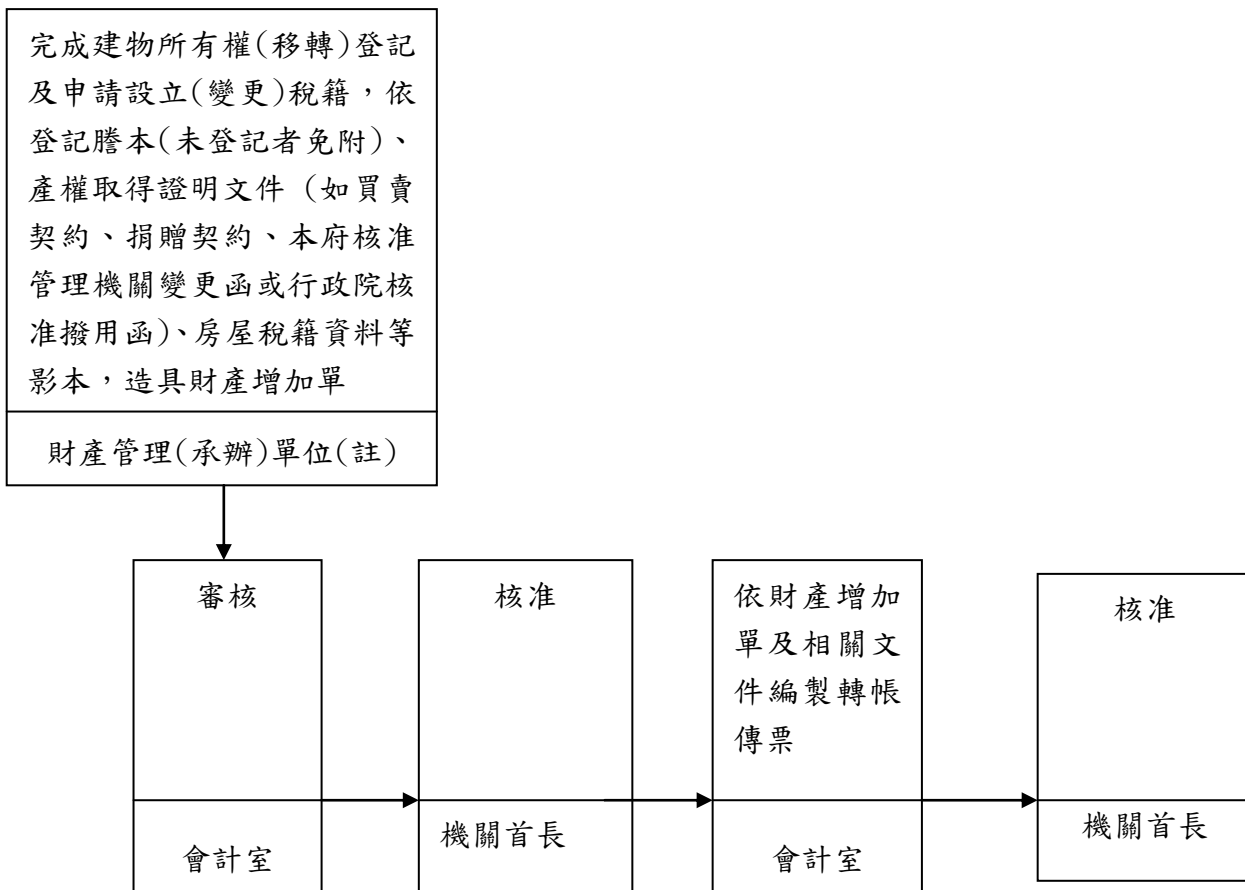 完成建物所有權(移轉)登記
及申請設立(變更)稅籍，依
登記謄本(未登記者免附)、
產權取得證明文件 (如買賣
契約、捐贈契約、本府核准
管理機關變更函或行政院核
准撥用函)、房屋稅籍資料等
影本，造具財產增加單
財產管理(承辦)單位(註)
審核
會計室
核准
機關首長
依財產增加
單及相關文
件編製轉帳
傳票
會計室
核准
機關首長